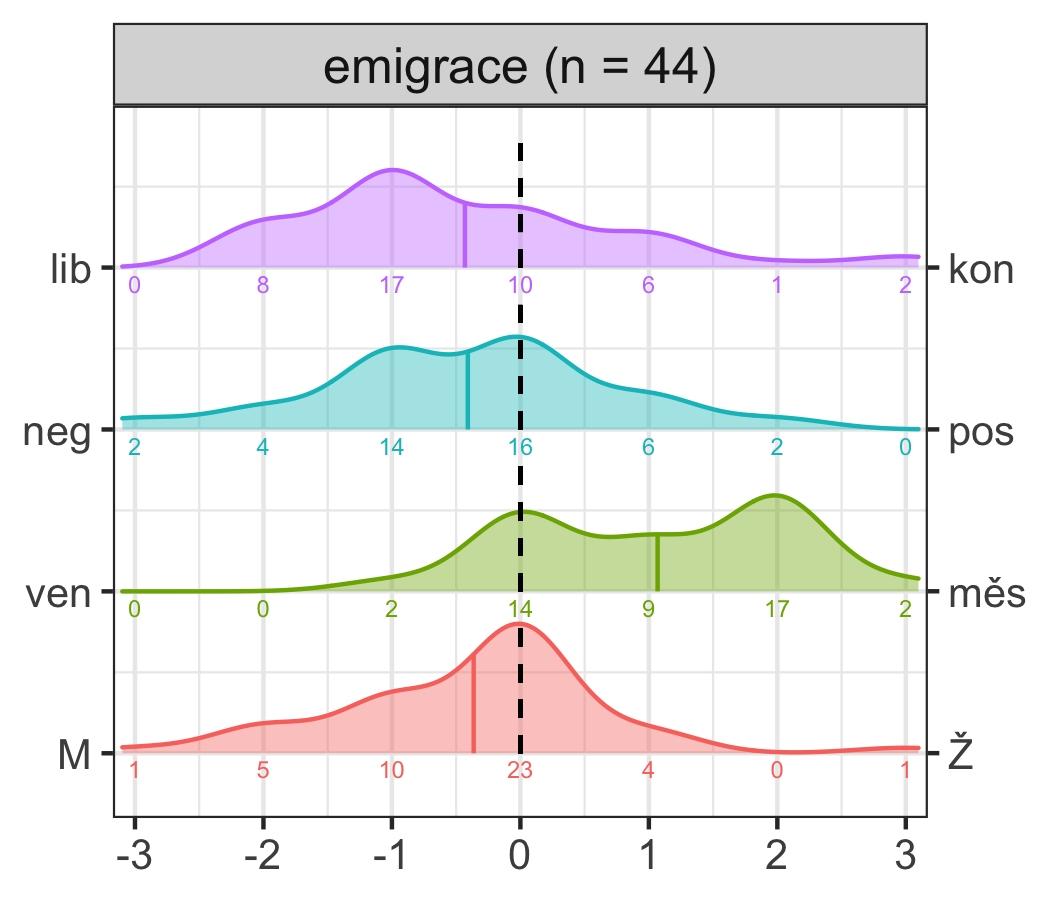 emigrace (n = 44)
lib kon
0 8 17 10 6 1 2
neg pos
2 4 14 16 6 2 0
ven měs
0 0 2 14 9 17 2
M Ž
1 5 10 23 4 0 1
-3 -2 -1 0 1 2 3